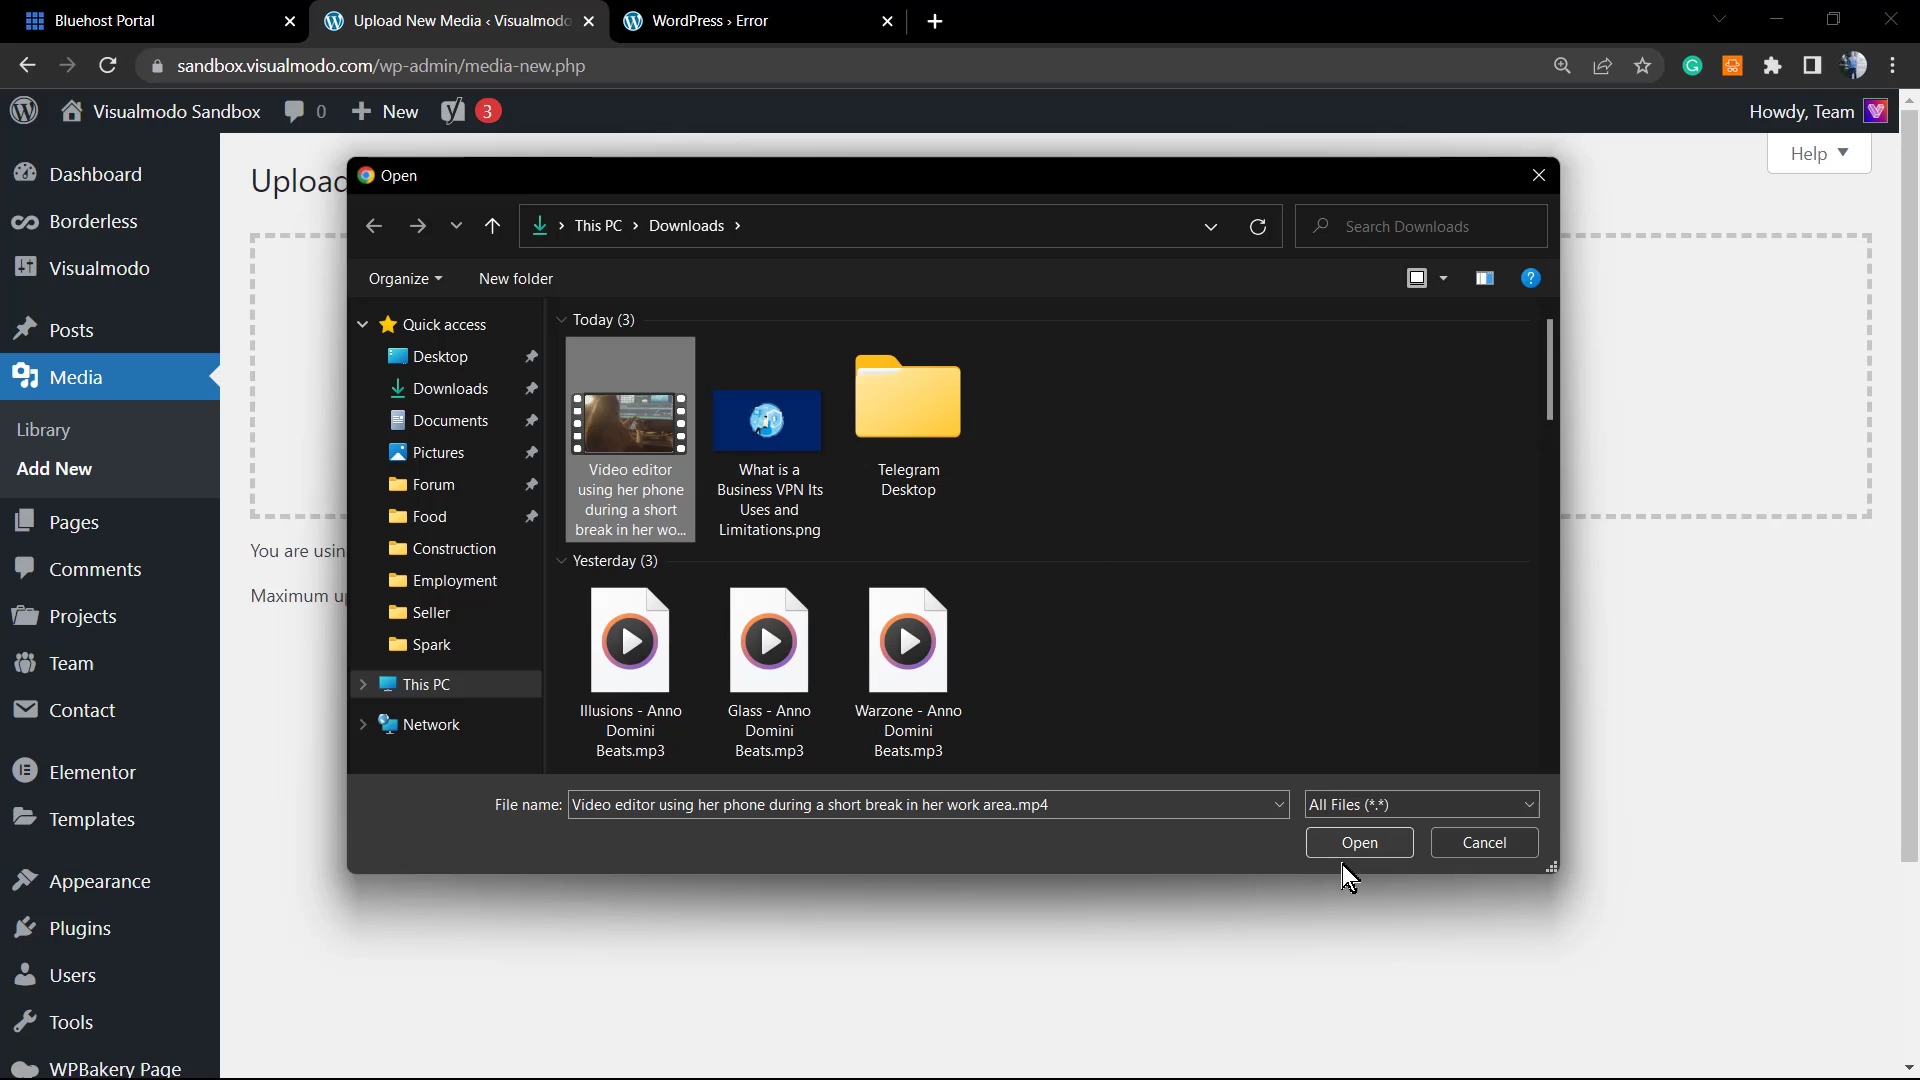 Bluehost Portal
Upload New Media ‹ Visualmodo
WordPress › Error
sandbox.visualmodo.com/wp-admin/media-new.php
Visualmodo Sandbox
0
New
3
Howdy, Team
Help
Dashboard
Borderless
Visualmodo
Posts
Media
Library
Add New
Pages
Comments
Projects
Team
Contact
Elementor
Templates
Appearance
Plugins
Users
Tools
WPBakery Page
Upload
You are usin
Maximum
Open
This PC
Downloads
Search Downloads
Organize
New folder
Quick access
Desktop
Downloads
Documents
Pictures
Forum
Food
Construction
Employment
Seller
Spark
This PC
Network
Today (3)
Video editor
using her phone
during a short
break in her wo...
What is a
Business VPN Its
Uses and
Limitations.png
Telegram
Desktop
Yesterday (3)
Illusions - Anno
Domini
Beats.mp3
Glass - Anno
Domini
Beats.mp3
Warzone - Anno
Domini
Beats.mp3
File name:
Video editor using her phone during a short break in her work area..mp4
All Files (*.*)
Open
Cancel